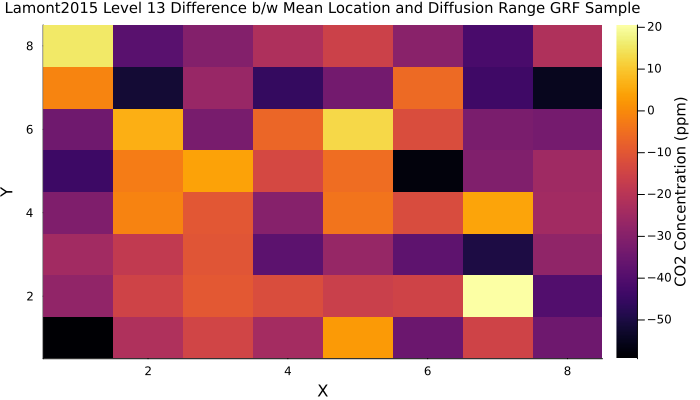 Lamont2015 Level 13 Difference b/w Mean Location and Diffusion Range GRF Sample
8
6
4
2
Y
2 4 6 8
X
20
10
0
−10
−20
−30
−40
−50
CO2 Concentration (ppm)